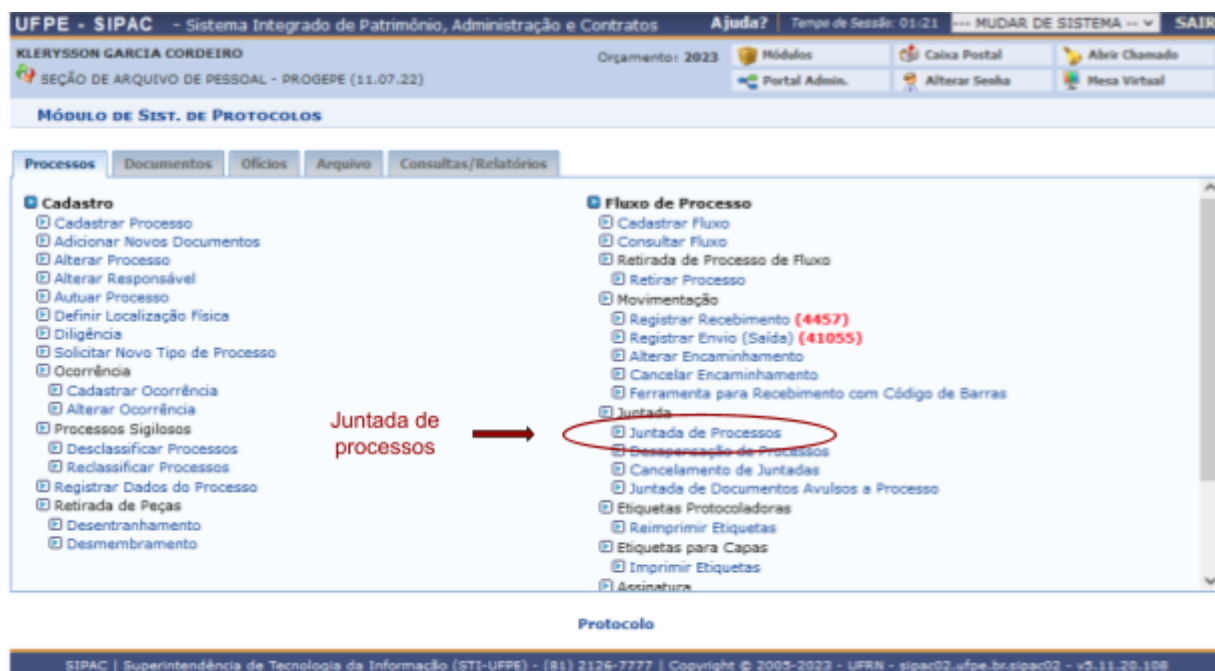 UFPE - SIPAC - Sistema Integrado de Patrimônio, Administração e Contratos Ajuda? Tempo de Sessão: 01:21 --- MUDAR DE SISTEMA -- SAIR
KLERYSSON GARCIA CORDEIRO Orçamento: 2023 Módulos Caixa Postal Abrir Chamado
SEÇÃO DE ARQUIVO DE PESSOAL - PROGEPE (11.07.22) Portal Admin. Alterar Senha Mesa Virtual
MÓDULO DE SIST. DE PROTOCOLOS
Processos Documentos Ofícios Arquivo Consultas/Relatórios
Cadastro
Cadastrar Processo
Adicionar Novos Documentos
Alterar Processo
Alterar Responsável
Autuar Processo
Definir Localização Física
Diligência
Solicitar Novo Tipo de Processo
Ocorrência
Cadastrar Ocorrência
Alterar Ocorrência
Processos Sigilosos
Desclassificar Processos
Reclassificar Processos
Registrar Dados do Processo
Retirada de Peças
Desentranhamento
Desmembramento
Juntada de
processos
Fluxo de Processo
Cadastrar Fluxo
Consultar Fluxo
Retirada de Processo de Fluxo
Retirar Processo
Movimentação
Registrar Recebimento (4457)
Registrar Envio (Saída) (41055)
Alterar Encaminhamento
Cancelar Encaminhamento
Ferramenta para Recebimento com Código de Barras
Juntada
Juntada de Processos
Desapensação de Processos
Cancelamento de Juntadas
Juntada de Documentos Avulsos a Processo
Etiquetas Protocoladoras
Reimprimir Etiquetas
Etiquetas para Capas
Imprimir Etiquetas
Assinatura
Protocolo
SIPAC | Superintendência de Tecnologia da Informação (STI-UFPE) - (81) 2126-7777 | Copyright © 2005-2023 - UFRN - sipac02.ufpe.br.sipac02 - v5.11.20.108